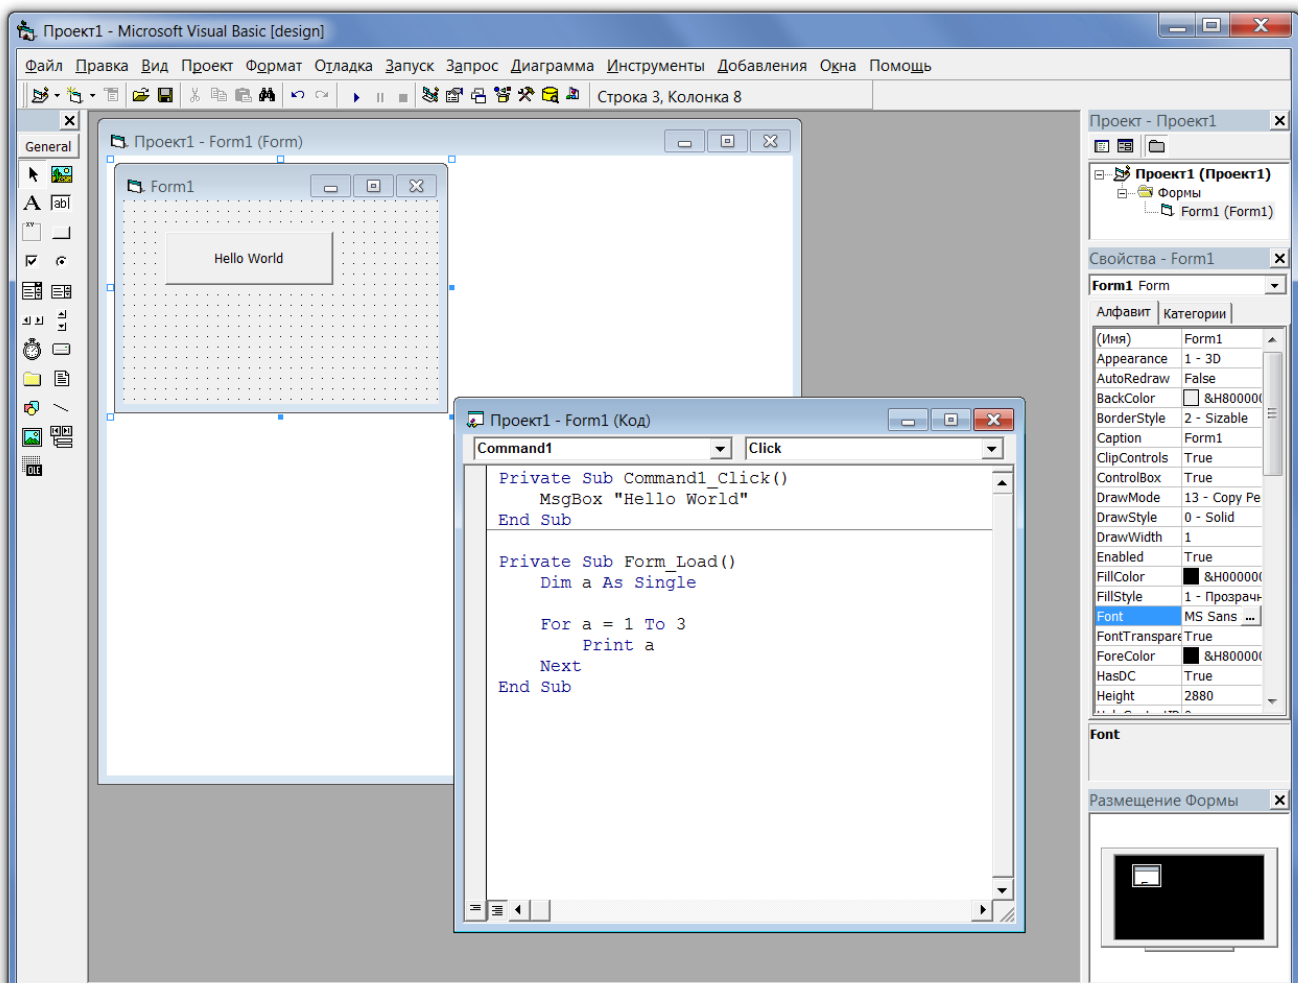 Проект1 - Microsoft Visual Basic [design]
Файл Правка Вид Проект Формат Отладка Запуск Запрос Диаграмма Инструменты Добавления Окна Помощь
Строка 3, Колонка 8
General
A ab
OLE
Проект1 - Form1 (Form)
Form1
Hello World
Проект1 - Form1 (Код)
Command1 Click
Private Sub Command1_Click()
MsgBox "Hello World"
End Sub
Private Sub Form_Load()
Dim a As Single
For a = 1 To 3
Print a
Next
End Sub
Проект - Проект1
Проект1 (Проект1)
Формы
Form1 (Form1)
Свойства - Form1
Form1 Form
Алфавит Категории
(Имя) Form1
Appearance 1 - 3D
AutoRedraw False
BackColor &H80000
BorderStyle 2 - Sizable
Caption Form1
ClipControls True
ControlBox True
DrawMode 13 - Copy Pe
DrawStyle 0 - Solid
DrawWidth 1
Enabled True
FillColor &H00000
FillStyle 1 - Прозрачн
Font MS Sans ...
FontTranspare True
ForeColor &H80000
HasDC True
Height 2880
Font
Размещение Формы